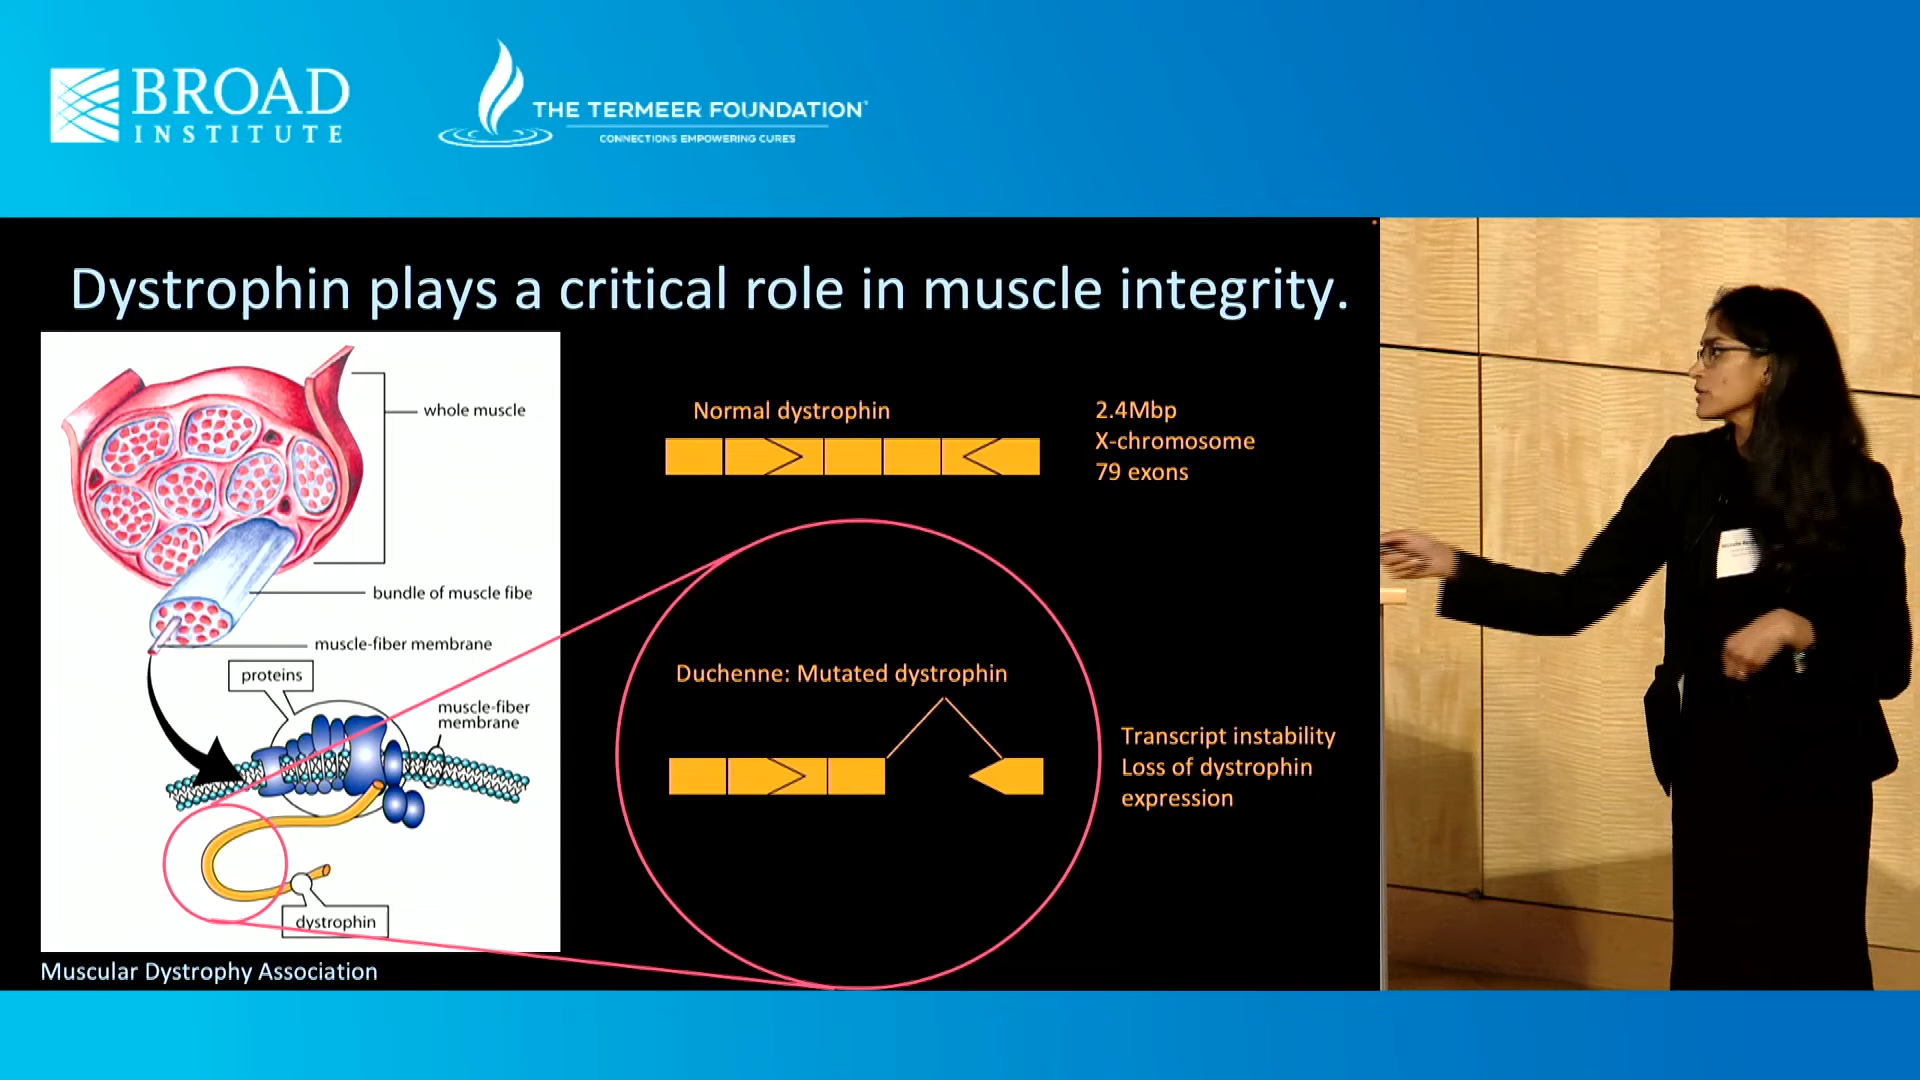 BROAD
INSTITUTE
THE TERMEER FOUNDATION
CONNECTIONS EMPOWERING CURES
Dystrophin plays a critical role in muscle integrity.
whole muscle
bundle of muscle fibe
muscle-fiber membrane
proteins
muscle-fiber
membrane
dystrophin
Muscular Dystrophy Association
Normal dystrophin
2.4Mbp
X-chromosome
79 exons
Duchenne: Mutated dystrophin
Transcript instability
Loss of dystrophin
expression